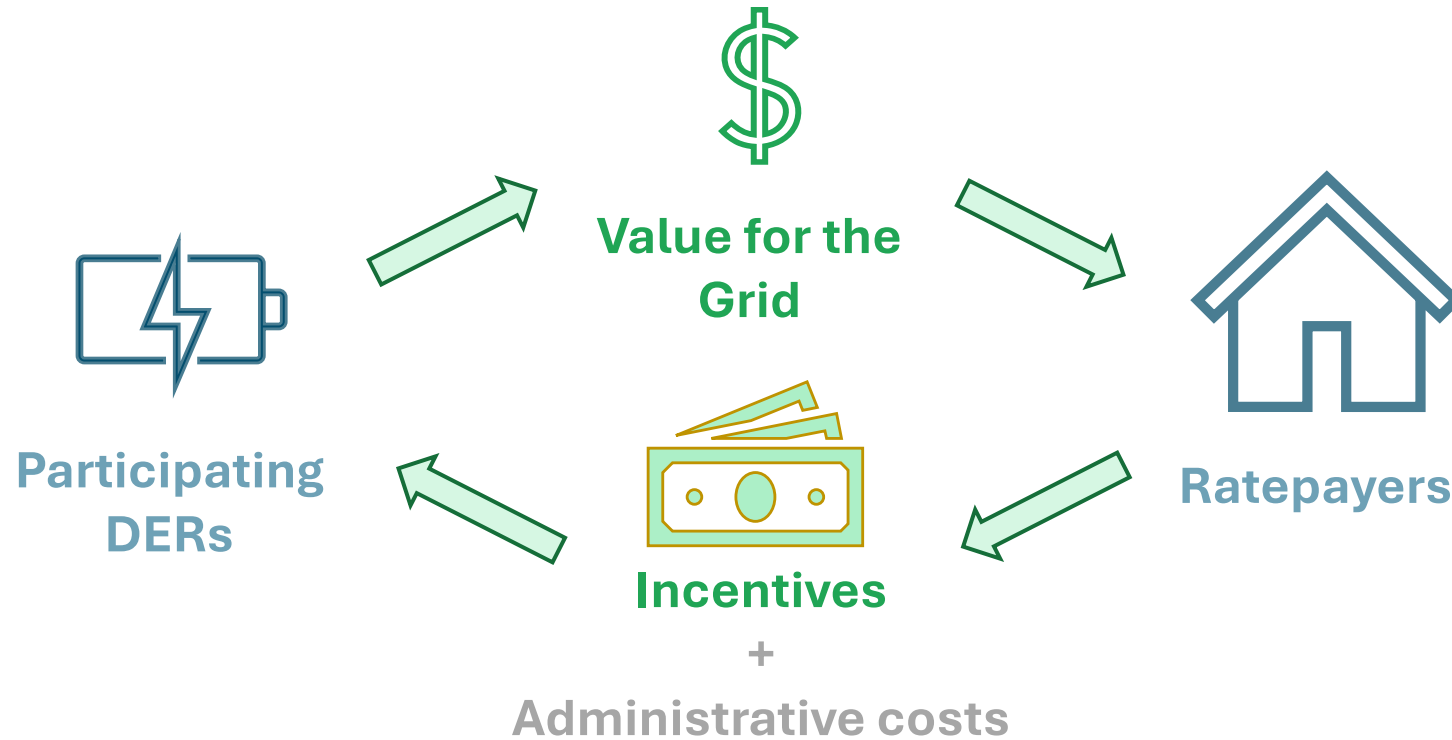 $
Value for the
Grid
Participating
DERs
Ratepayers
Incentives
+
Administrative costs